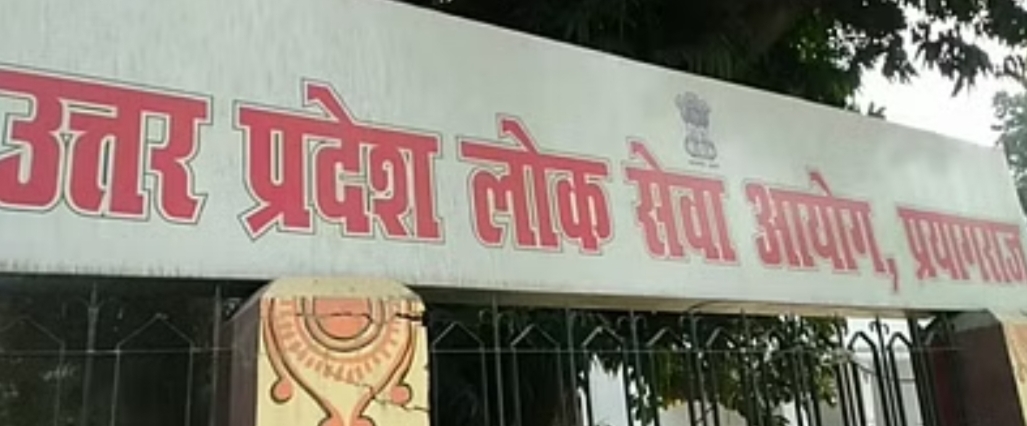 उत्तर प्रदेश लोक सेवा आयोग, प्रयागराज